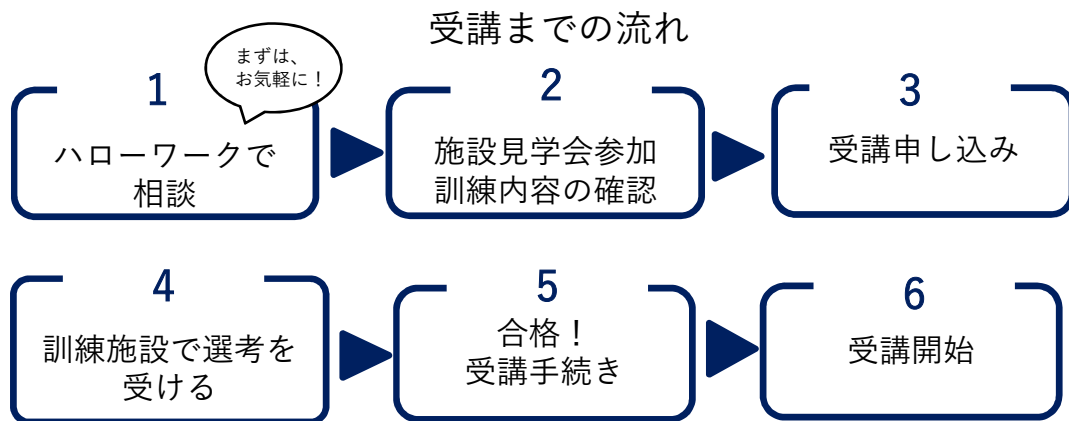 受講までの流れ
まずは、
お気軽に！
1
ハローワークで
相談
2
施設見学会参加
訓練内容の確認
3
受講申し込み
4
訓練施設で選考を
受ける
5
合格！
受講手続き
6
受講開始